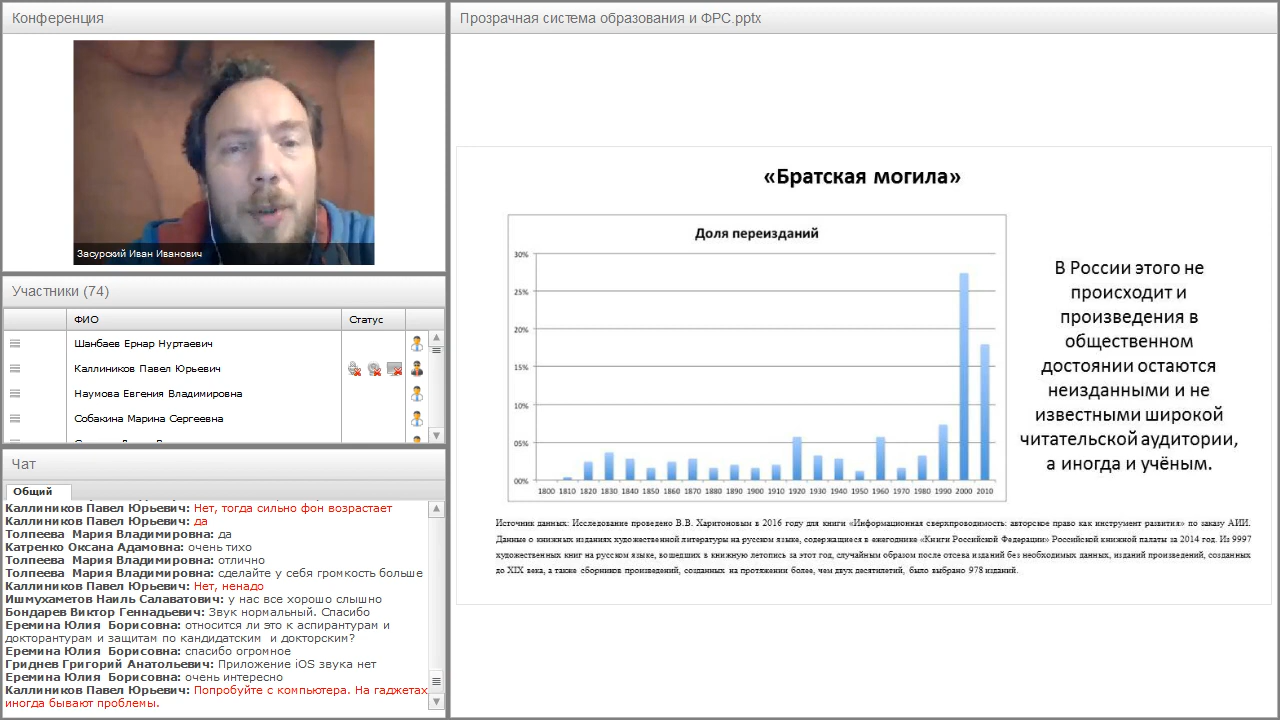 Конференция
Засурский Иван Иванович
Участники (74)
ФИО
Статус
Шанбаев Ернар Нуртаевич
Каллиников Павел Юрьевич
Наумова Евгения Владимировна
Собакина Марина Сергеевна
Чат
Общий
Каллиников Павел Юрьевич: Нет, тогда сильно фон возрастает
Каллиников Павел Юрьевич: да
Толпеева Мария Владимировна: да
Катренко Оксана Адамовна: очень тихо
Толпеева Мария Владимировна: отлично
Толпеева Мария Владимировна: сделайте у себя громкость больше
Каллиников Павел Юрьевич: Нет, ненадо
Ишмухаметов Наиль Салаватович: у нас все хорошо слышно
Бондарев Виктор Геннадьевич: Звук нормальный. Спасибо
Еремина Юлия Борисовна: относится ли это к аспирантурам и
докторантурам и защитам по кандидатским и докторским?
Еремина Юлия Борисовна: спасибо огромное
Гриднев Григорий Анатольевич: Приложение iOS звука нет
Еремина Юлия Борисовна: очень интересно
Каллиников Павел Юрьевич: Попробуйте с компьютера. На гаджетах
иногда бывают проблемы.
Прозрачная система образования и ФРС.pptx
«Братская могила»
Доля переизданий
30%
25%
20%
15%
10%
05%
00%
1800 1810 1820 1830 1840 1850 1860 1870 1880 1890 1900 1910 1920 1930 1940 1950 1960 1970 1980 1990 2000 2010
В России этого не
происходит и
произведения в
общественном
достоянии остаются
неизданными и не
известными широкой
читательской аудитории,
а иногда и учёным.
Источник данных: Исследование проведено В.В. Харитоновым в 2016 году для книги «Информационная сверхпроводимость: авторское право как инструмент развития» по заказу АИИ.
Данные о книжных изданиях художественной литературы на русском языке, содержащиеся в ежегоднике «Книги Российской Федерации» Российской книжной палаты за 2014 год. Из 9997
художественных книг на русском языке, вошедших в книжную летопись за этот год, случайным образом после отсева изданий без необходимых данных, изданий произведений, созданных
до XIX века, а также сборников произведений, созданных на протяжении более, чем двух десятилетий, было выбрано 978 изданий.